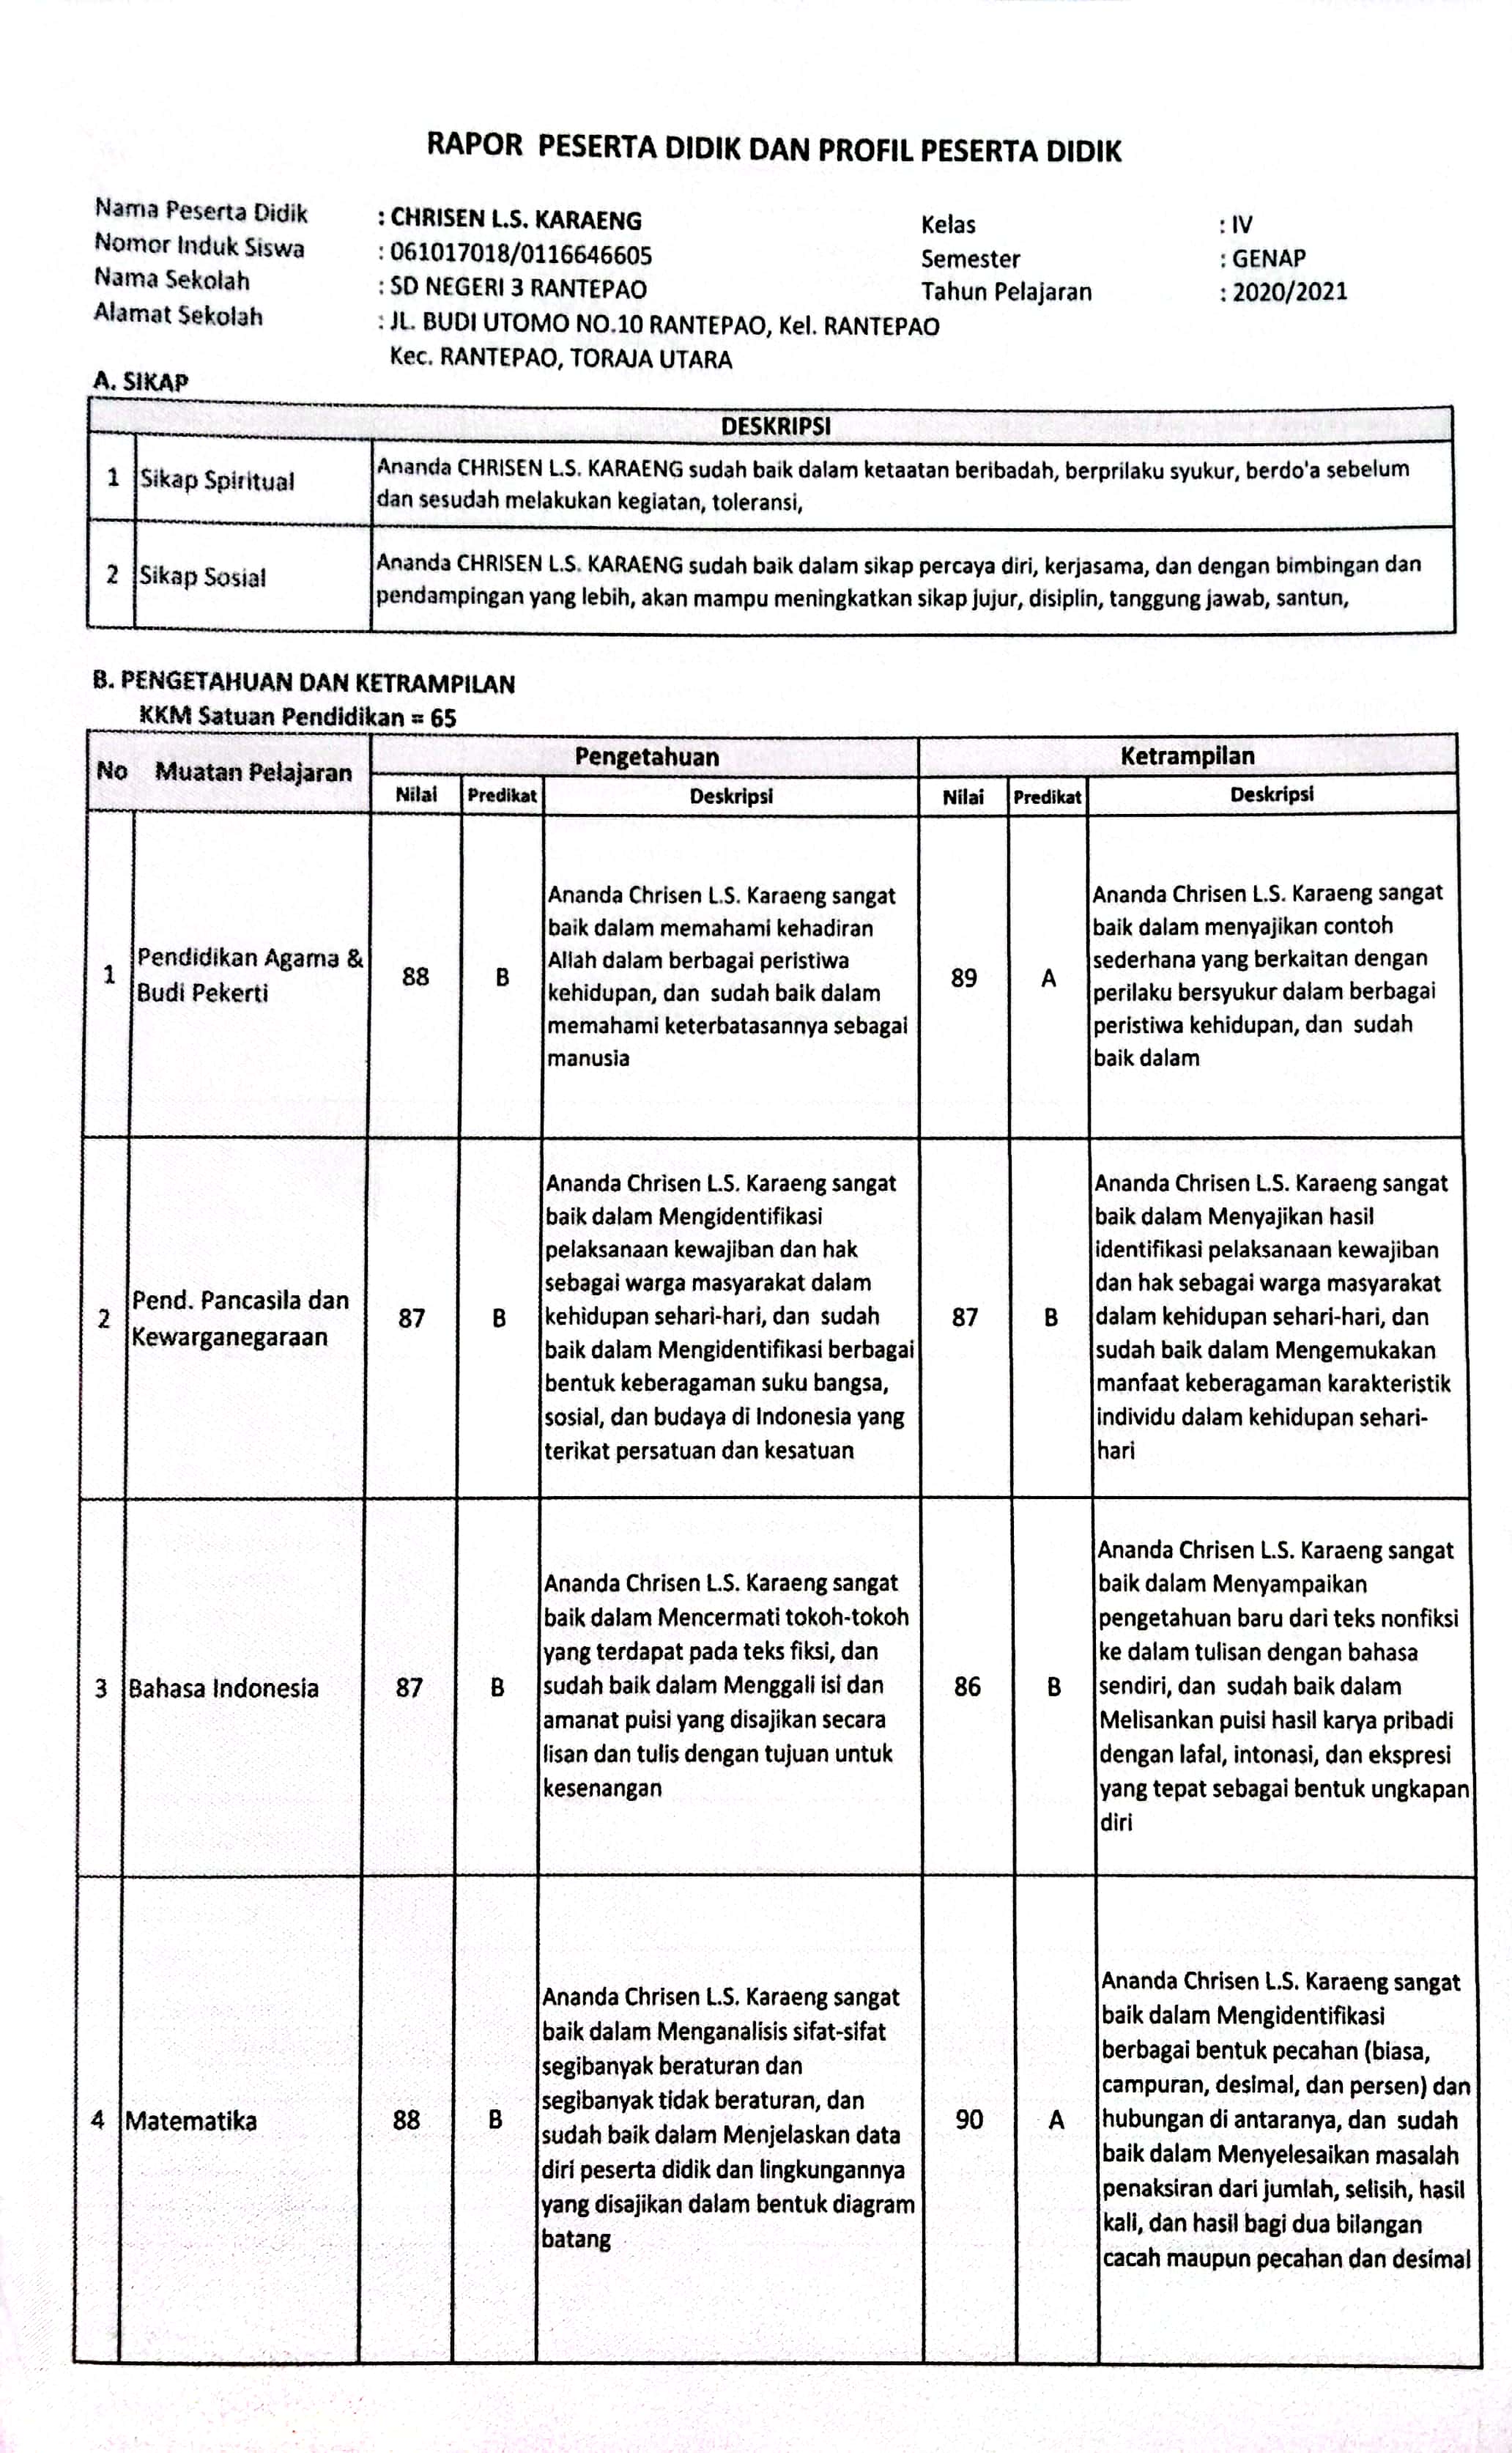 RAPOR PESERTA DIDIK DAN PROFIL PESERTA DIDIK
Nama Peserta Didik : CHRISEN L.S. KARAENG Kelas : IV
Nomor Induk Siswa : 061017018/0116646605 Semester : GENAP
Nama Sekolah : SD NEGERI 3 RANTEPAO Tahun Pelajaran : 2020/2021
Alamat Sekolah : JL. BUDI UTOMO NO.10 RANTEPAO, Kel. RANTEPAO
Kec. RANTEPAO, TORAJA UTARA
A. SIKAP
DESKRIPSI
1 Sikap Spiritual
Ananda CHRISEN L.S. KARAENG sudah baik dalam ketaatan beribadah, berprilaku syukur, berdo'a sebelum
dan sesudah melakukan kegiatan, toleransi,
2 Sikap Sosial
Ananda CHRISEN L.S. KARAENG sudah baik dalam sikap percaya diri, kerjasama, dan dengan bimbingan dan
pendampingan yang lebih, akan mampu meningkatkan sikap jujur, disiplin, tanggung jawab, santun,
B. PENGETAHUAN DAN KETRAMPILAN
KKM Satuan Pendidikan = 65
No Muatan Pelajaran Pengetahuan Ketrampilan
Nilai Predikat Deskripsi Nilai Predikat Deskripsi
1
Pendidikan Agama &
Budi Pekerti
88
B
Ananda Chrisen L.S. Karaeng sangat
baik dalam memahami kehadiran
Allah dalam berbagai peristiwa
kehidupan, dan sudah baik dalam
memahami keterbatasannya sebagai
manusia
89
A
Ananda Chrisen L.S. Karaeng sangat
baik dalam menyajikan contoh
sederhana yang berkaitan dengan
perilaku bersyukur dalam berbagai
peristiwa kehidupan, dan sudah
baik dalam
2
Pend. Pancasila dan
Kewarganegaraan
87
B
Ananda Chrisen L.S. Karaeng sangat
baik dalam Mengidentifikasi
pelaksanaan kewajiban dan hak
sebagai warga masyarakat dalam
kehidupan sehari-hari, dan sudah
baik dalam Mengidentifikasi berbagai
bentuk keberagaman suku bangsa,
sosial, dan budaya di Indonesia yang
terikat persatuan dan kesatuan
87
B
Ananda Chrisen L.S. Karaeng sangat
baik dalam Menyajikan hasil
identifikasi pelaksanaan kewajiban
dan hak sebagai warga masyarakat
dalam kehidupan sehari-hari, dan
sudah baik dalam Mengemukakan
manfaat keberagaman karakteristik
individu dalam kehidupan sehari-
hari
3
Bahasa Indonesia
87
B
Ananda Chrisen L.S. Karaeng sangat
baik dalam Mencermati tokoh-tokoh
yang terdapat pada teks fiksi, dan
sudah baik dalam Menggali isi dan
amanat puisi yang disajikan secara
lisan dan tulis dengan tujuan untuk
kesenangan
86
B
Ananda Chrisen L.S. Karaeng sangat
baik dalam Menyampaikan
pengetahuan baru dari teks nonfiksi
ke dalam tulisan dengan bahasa
sendiri, dan sudah baik dalam
Melisankan puisi hasil karya pribadi
dengan lafal, intonasi, dan ekspresi
yang tepat sebagai bentuk ungkapan
diri
4
Matematika
88
B
Ananda Chrisen L.S. Karaeng sangat
baik dalam Menganalisis sifat-sifat
segibanyak beraturan dan
segibanyak tidak beraturan, dan
sudah baik dalam Menjelaskan data
diri peserta didik dan lingkungannya
yang disajikan dalam bentuk diagram
batang
90
A
Ananda Chrisen L.S. Karaeng sangat
baik dalam Mengidentifikasi
berbagai bentuk pecahan (biasa,
campuran, desimal, dan persen) dan
hubungan di antaranya, dan sudah
baik dalam Menyelesaikan masalah
penaksiran dari jumlah, selisih, hasil
kali, dan hasil bagi dua bilangan
cacah maupun pecahan dan desimal